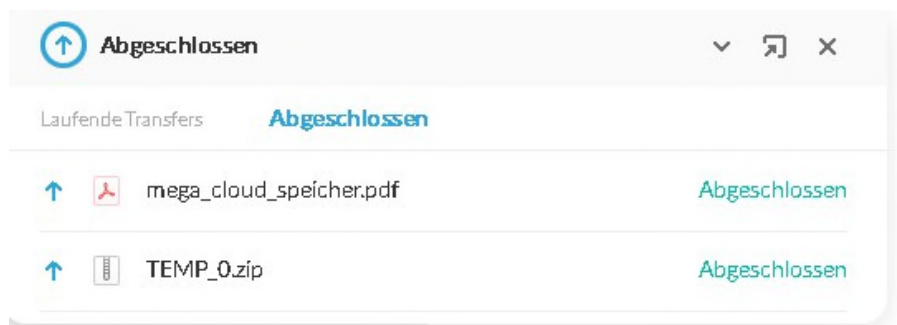 Abgeschlossen
Laufende Transfers Abgeschlossen
mega_cloud_speicher.pdf Abgeschlossen
TEMP_0.zip Abgeschlossen